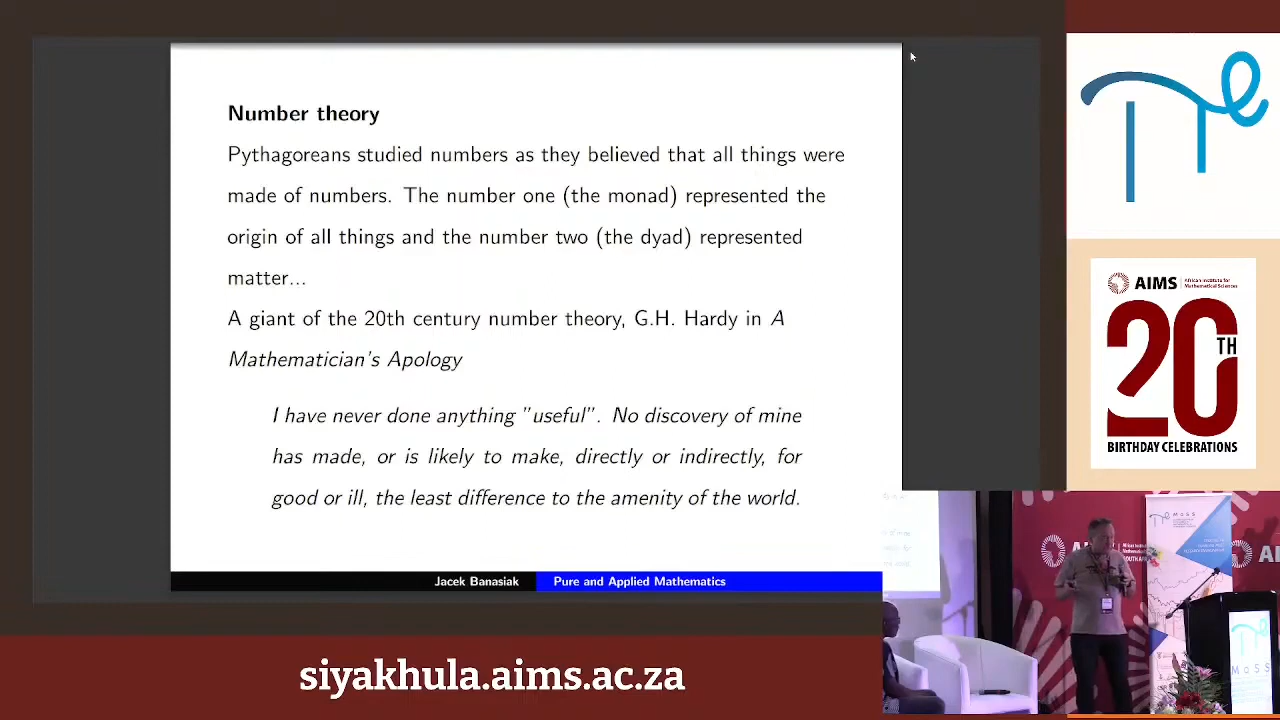 Number theory
Pythagoreans studied numbers as they believed that all things were
made of numbers. The number one (the monad) represented the
origin of all things and the number two (the dyad) represented
matter...
A giant of the 20th century number theory, G.H. Hardy in A
Mathematician's Apology
I have never done anything "useful". No discovery of mine
has made, or is likely to make, directly or indirectly, for
good or ill, the least difference to the amenity of the world.
Jacek Banasiak Pure and Applied Mathematics
AIMS African Institute for
Mathematical Sciences
20TH
BIRTHDAY CELEBRATIONS
MaSS
siyakhula.aims.ac.za